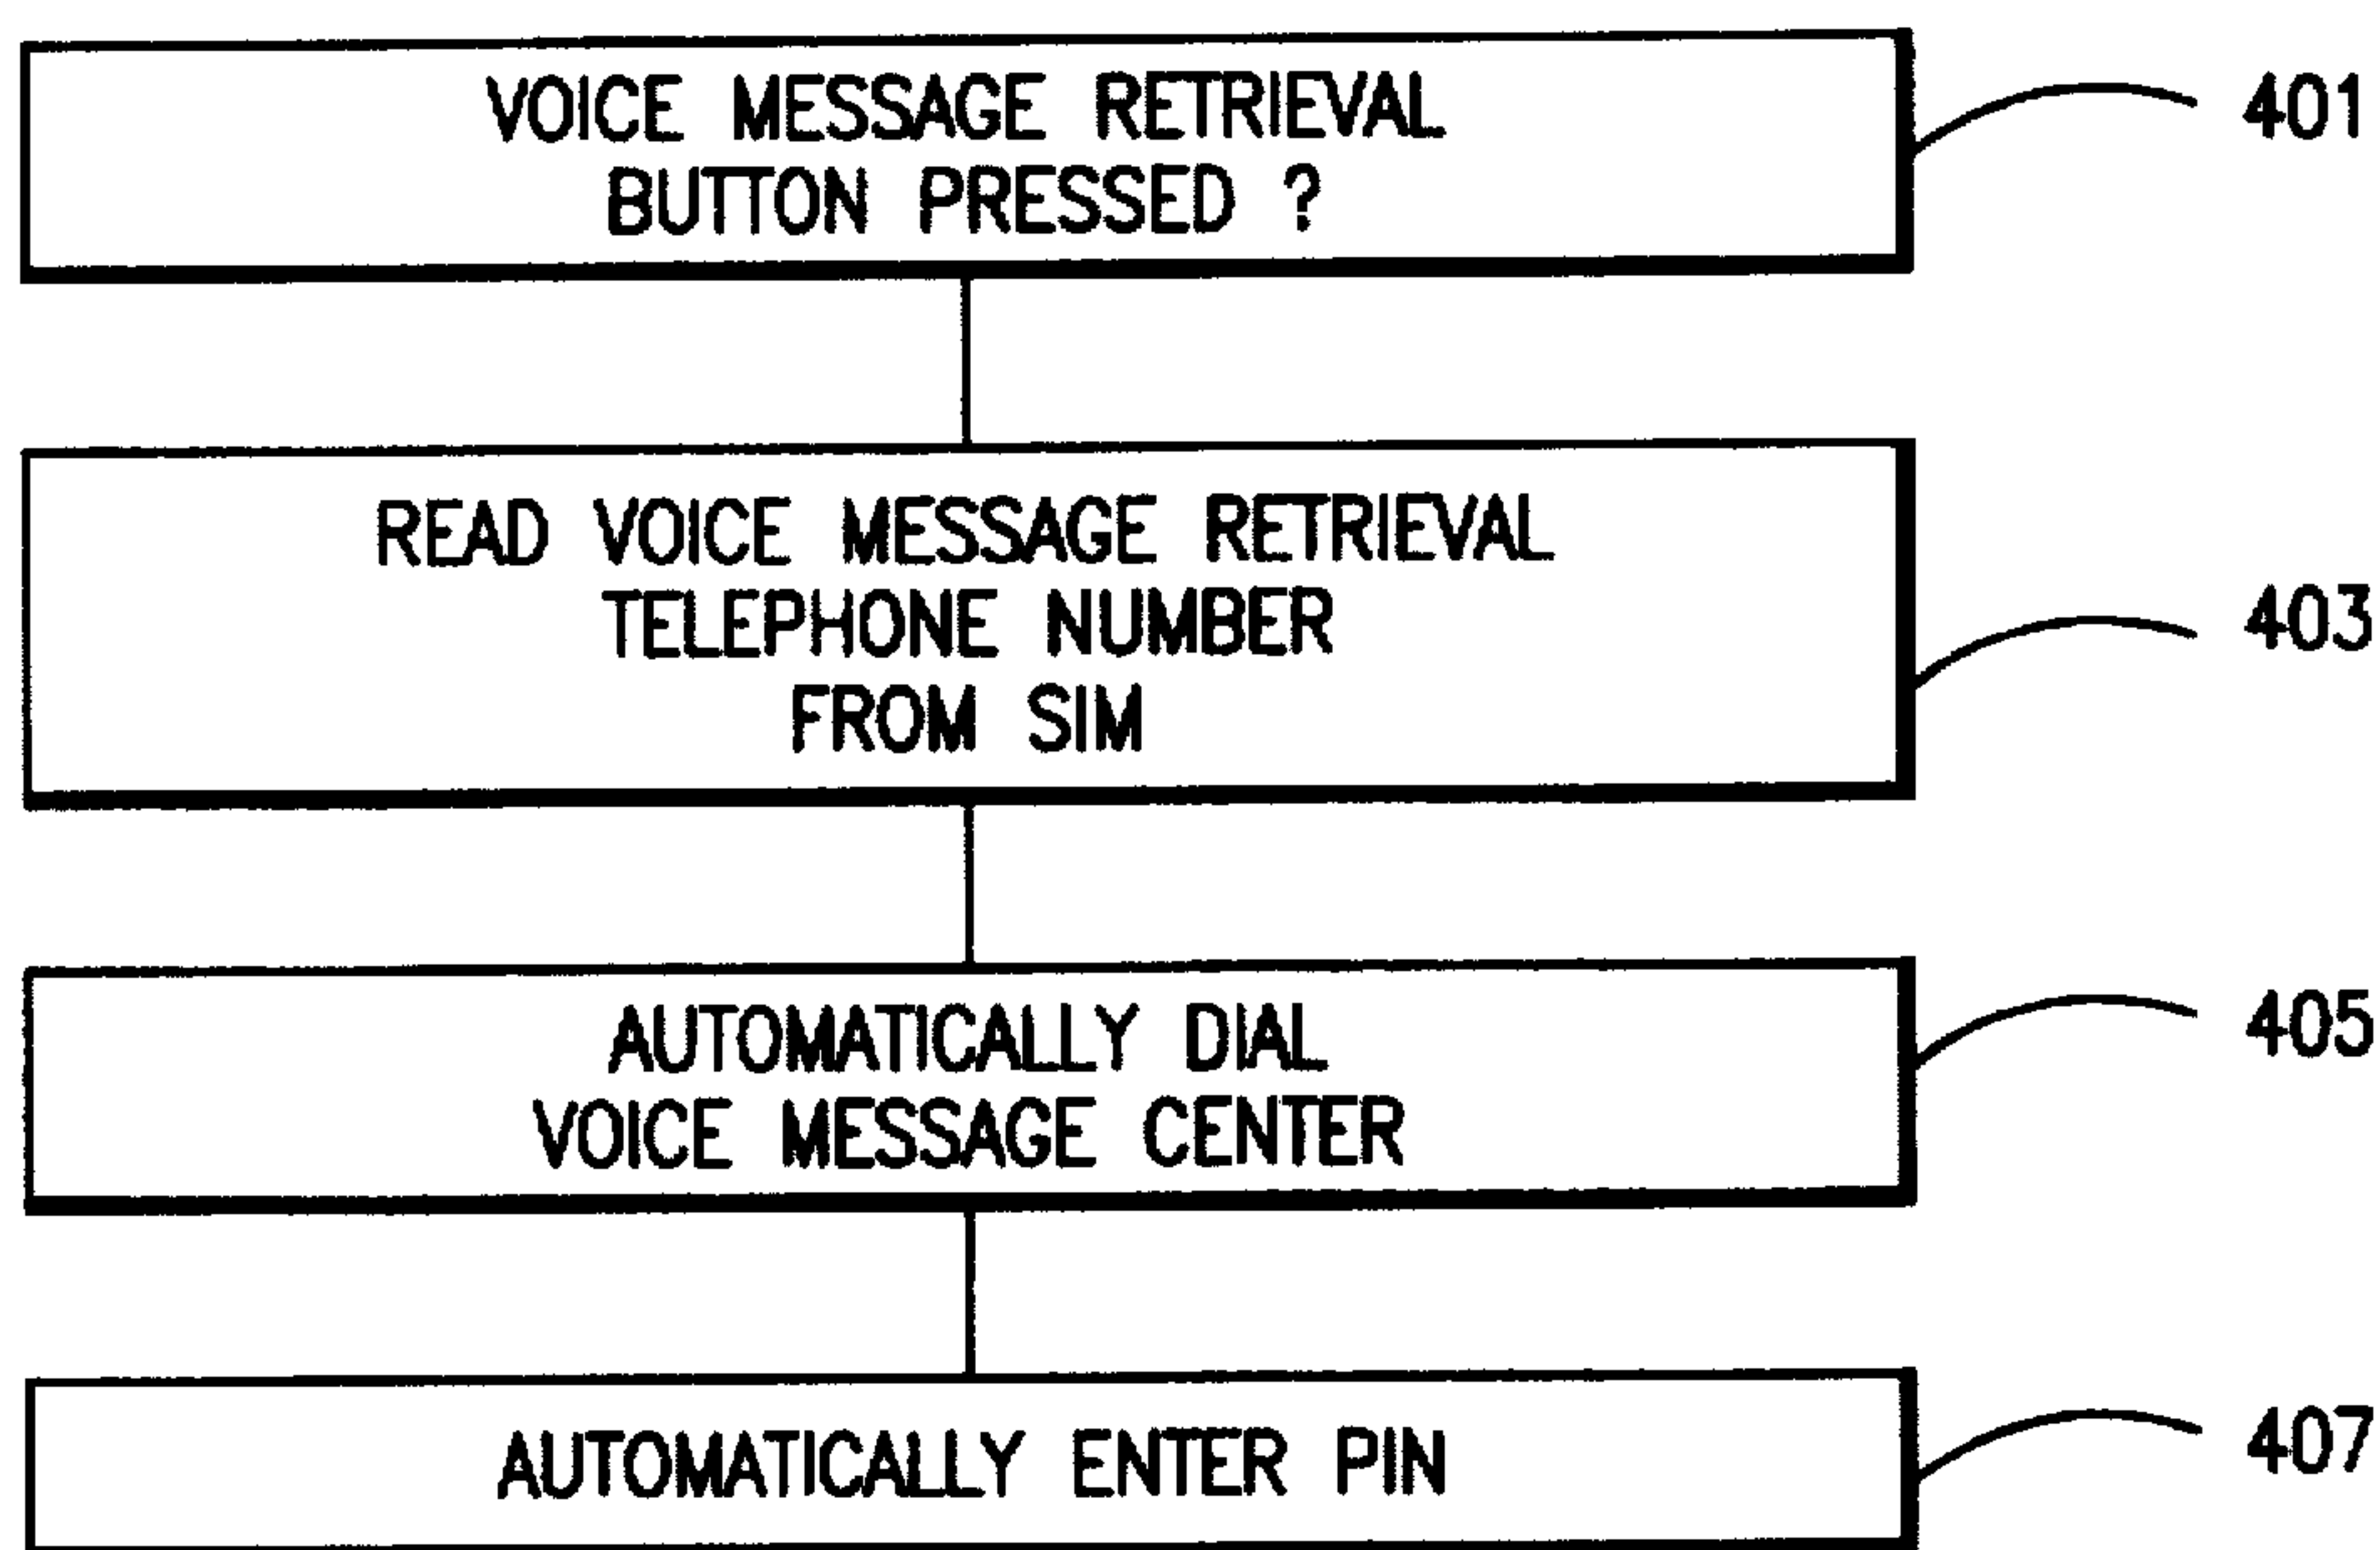 VOICE MESSAGE RETRIEVAL
BUTTON PRESSED ?
401
READ VOICE MESSAGE RETRIEVAL
TELEPHONE NUMBER
FROM SIM
403
AUTOMATICALLY DIAL
VOICE MESSAGE CENTER
405
AUTOMATICALLY ENTER PIN
407